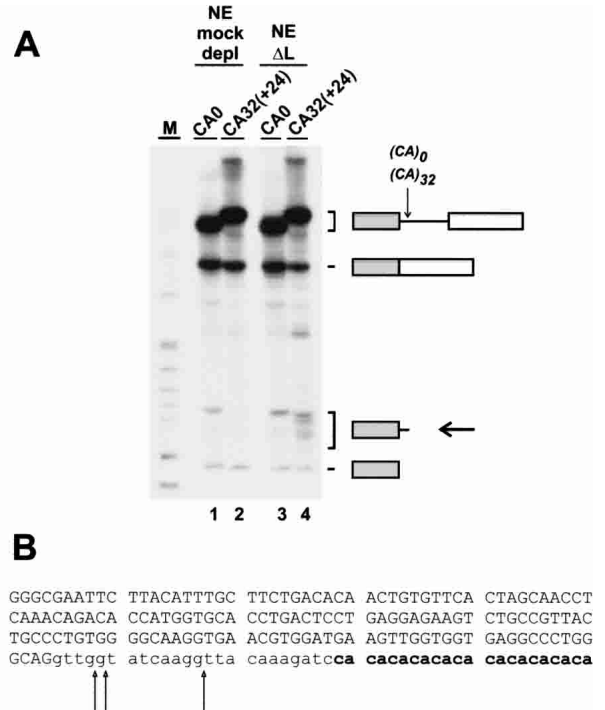 A
NE mock depl
NE ΔL
M CA0 CA32(+24) CA0 CA32(+24)
(CA)0
(CA)32
1 2 3 4
B
GGGCGAATTC TTACATTTGC TTCTGACACA ACTGTGTTCA CTAGCAACCT
CAAACAGACA CCATGGTGCA CCTGACTCCT GAGGAGAAGT CTGCCGTTAC
TGCCCTGTGG GGCAAGGTGA ACGTGGATGA AGTTGGTGGT GAGGCCCTGG
GCAGgttggt atcaaggtta caaagatcca cacacacaca cacacacaca